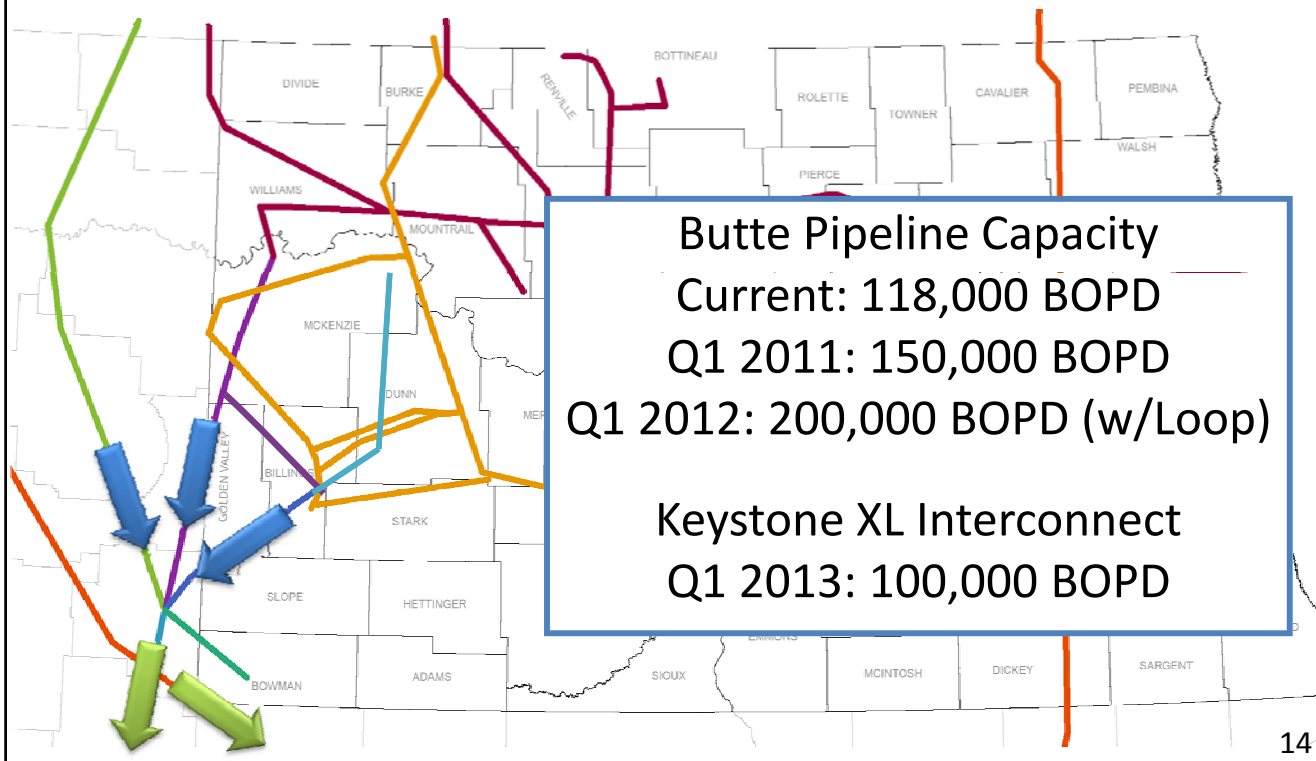 BOTTINEAU
DIVIDE
BURKE
RENVILLE
ROLETTE
TOWNER
CAVALIER
PEMBINA
WALSH
PIERCE
WILLIAMS
MOUNTRAIL
Butte Pipeline Capacity
Current: 118,000 BOPD
Q1 2011: 150,000 BOPD
Q1 2012: 200,000 BOPD (w/Loop)
Keystone XL Interconnect
Q1 2013: 100,000 BOPD
MCKENZIE
DUNN
MER
GOLDEN VALLEY
BILLINGS
STARK
SLOPE
HETTINGER
EMMONS
BOWMAN
ADAMS
SIOUX
MCINTOSH
DICKEY
SARGENT
14